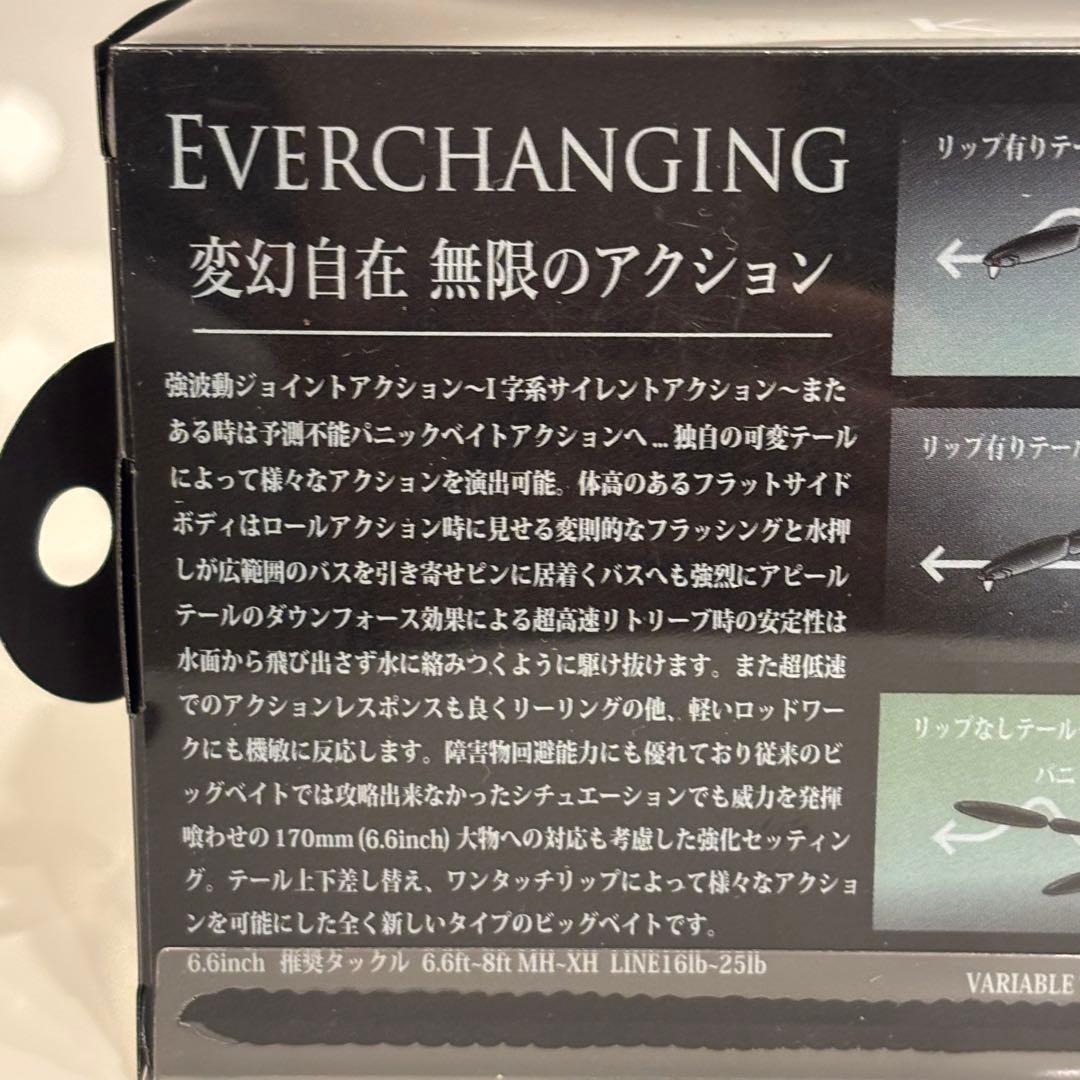 EVERCHANGING
変幻自在 無限のアクション
強波動ジョイントアクション〜I字系サイレントアクション〜また
ある時は予測不能パニックベイトアクションへ...独自の可変テール
によって様々なアクションを演出可能。体高のあるフラットサイド
ボディはロールアクション時に見せる変則的なフラッシングと水押
しが広範囲のバスを引き寄せピンに居着くバスへも強烈にアピール
テールのダウンフォース効果による超高速リトリーブ時の安定性は
水面から飛び出さず水に絡みつくように駆け抜けます。また超低速
でのアクションレスポンスも良くリーリングの他、軽いロッドワー
クにも機敏に反応します。障害物回避能力にも優れており従来のビ
ッグベイトでは攻略出来なかったシチュエーションでも威力を発揮
喰わせの170mm(6.6inch)大物への対応も考慮した強化セッティン
グ。テール上下差し替え、ワンタッチリップによって様々なアクショ
ンを可能にした全く新しいタイプのビッグベイトです。
6.6inch 推奨タックル 6.6ft~8ft MH~XH LINE16lb~25lb
リップ有りテー
リップ有りテール
リップなしテール
パニ
VARIABLE